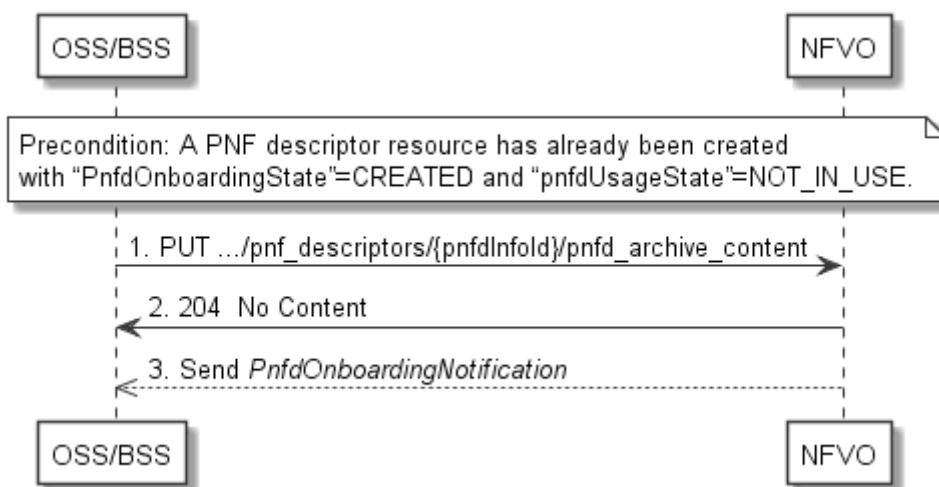 OSS/BSS
NFVO
Precondition: A PNF descriptor resource has already been created
with “PnfdOnboardingState”=CREATED and “pnfdUsageState”=NOT_IN_USE.
1. PUT .../pnf_descriptors/{pnfdInfoId}/pnfd_archive_content
2. 204  No Content
3. Send PnfdOnboardingNotification
OSS/BSS
NFVO